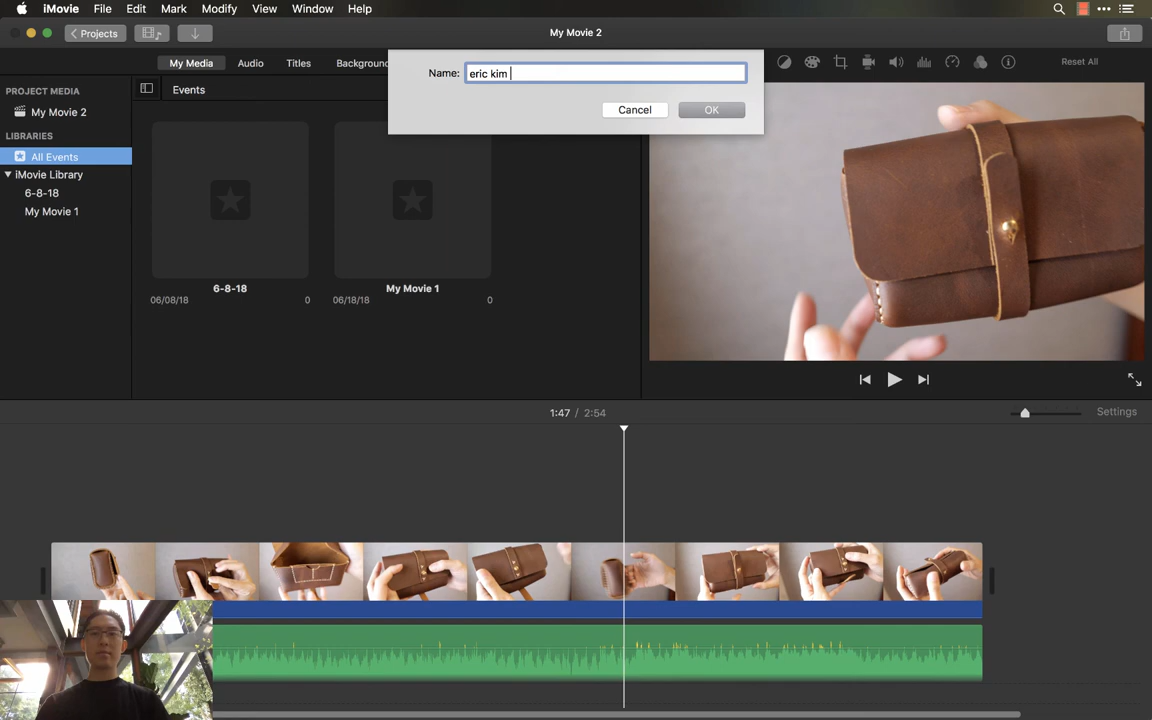 iMovie File Edit Mark Modify View Window Help
Projects
My Movie 2
My Media Audio Titles Background
Reset All
Name: eric kim
Cancel OK
PROJECT MEDIA
My Movie 2
LIBRARIES
All Events
iMovie Library
6-8-18
My Movie 1
Events
6-8-18
06/08/18 0
My Movie 1
06/18/18 0
1:47 / 2:54
Settings